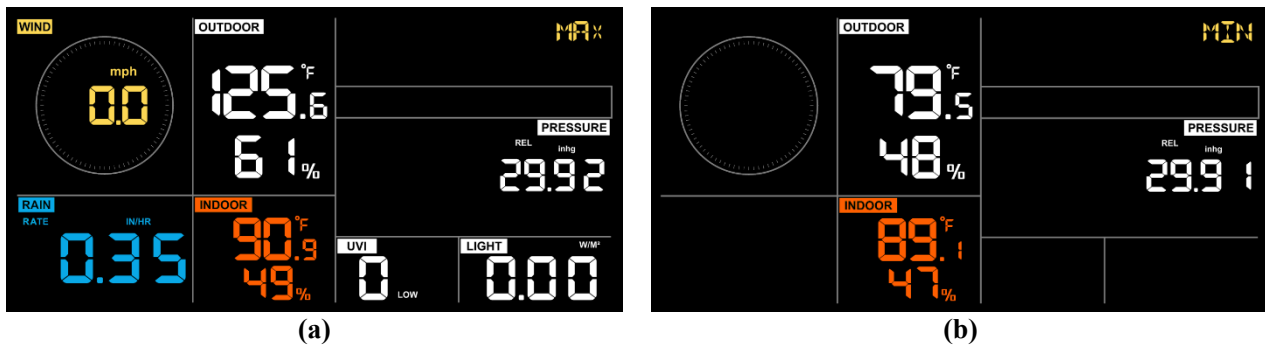 WIND
OUTDOOR
MAX
mph
0.0
125.6 °F
61%
PRESSURE
REL inhg
29.92
RAIN
RATE IN/HR
0.35
INDOOR
90.9 °F
49%
UVI
0 LOW
LIGHT W/M²
0.00
(a)
OUTDOOR
MIN
79.5 °F
48%
PRESSURE
REL inhg
29.91
INDOOR
89.1 °F
47%
(b)